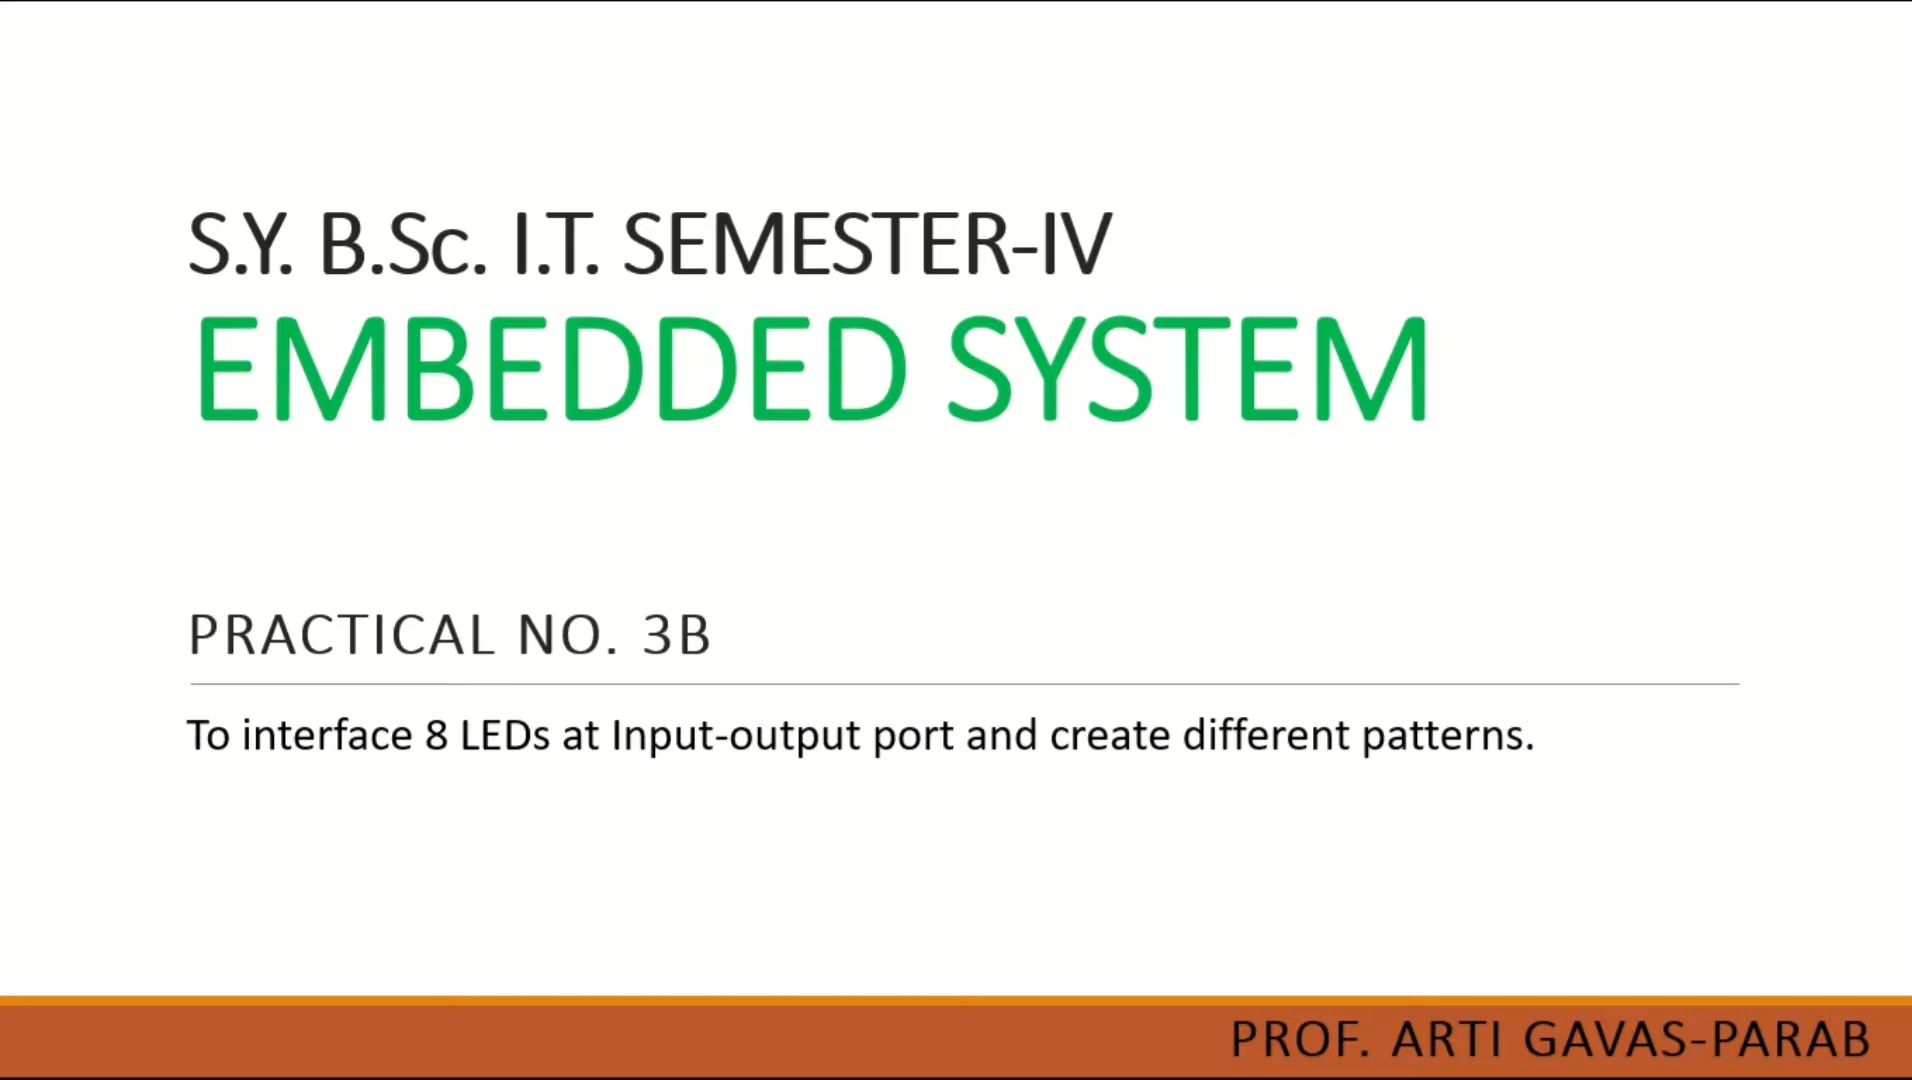 S.Y. B.Sc. I.T. SEMESTER-IV
EMBEDDED SYSTEM
PRACTICAL NO. 3B
To interface 8 LEDs at Input-output port and create different patterns.
PROF. ARTI GAVAS-PARAB